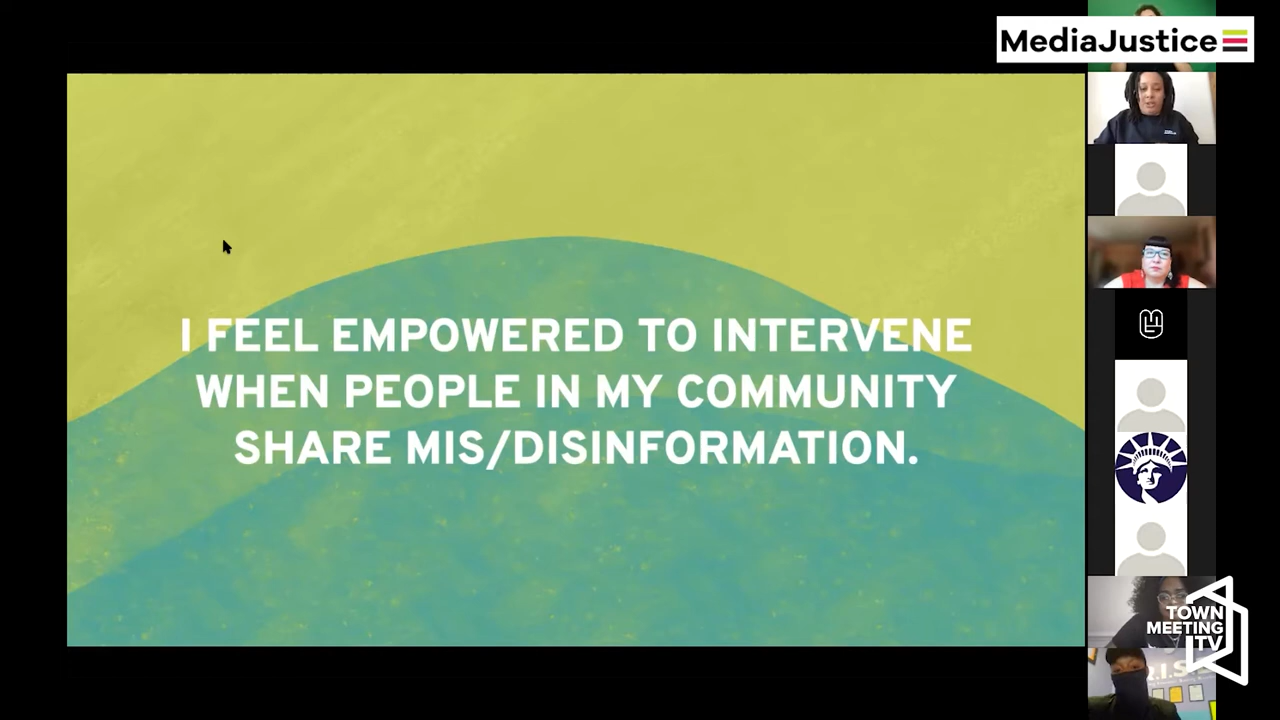 MediaJustice
I FEEL EMPOWERED TO INTERVENE
WHEN PEOPLE IN MY COMMUNITY
SHARE MIS/DISINFORMATION.
TOWN
MEETING
TV